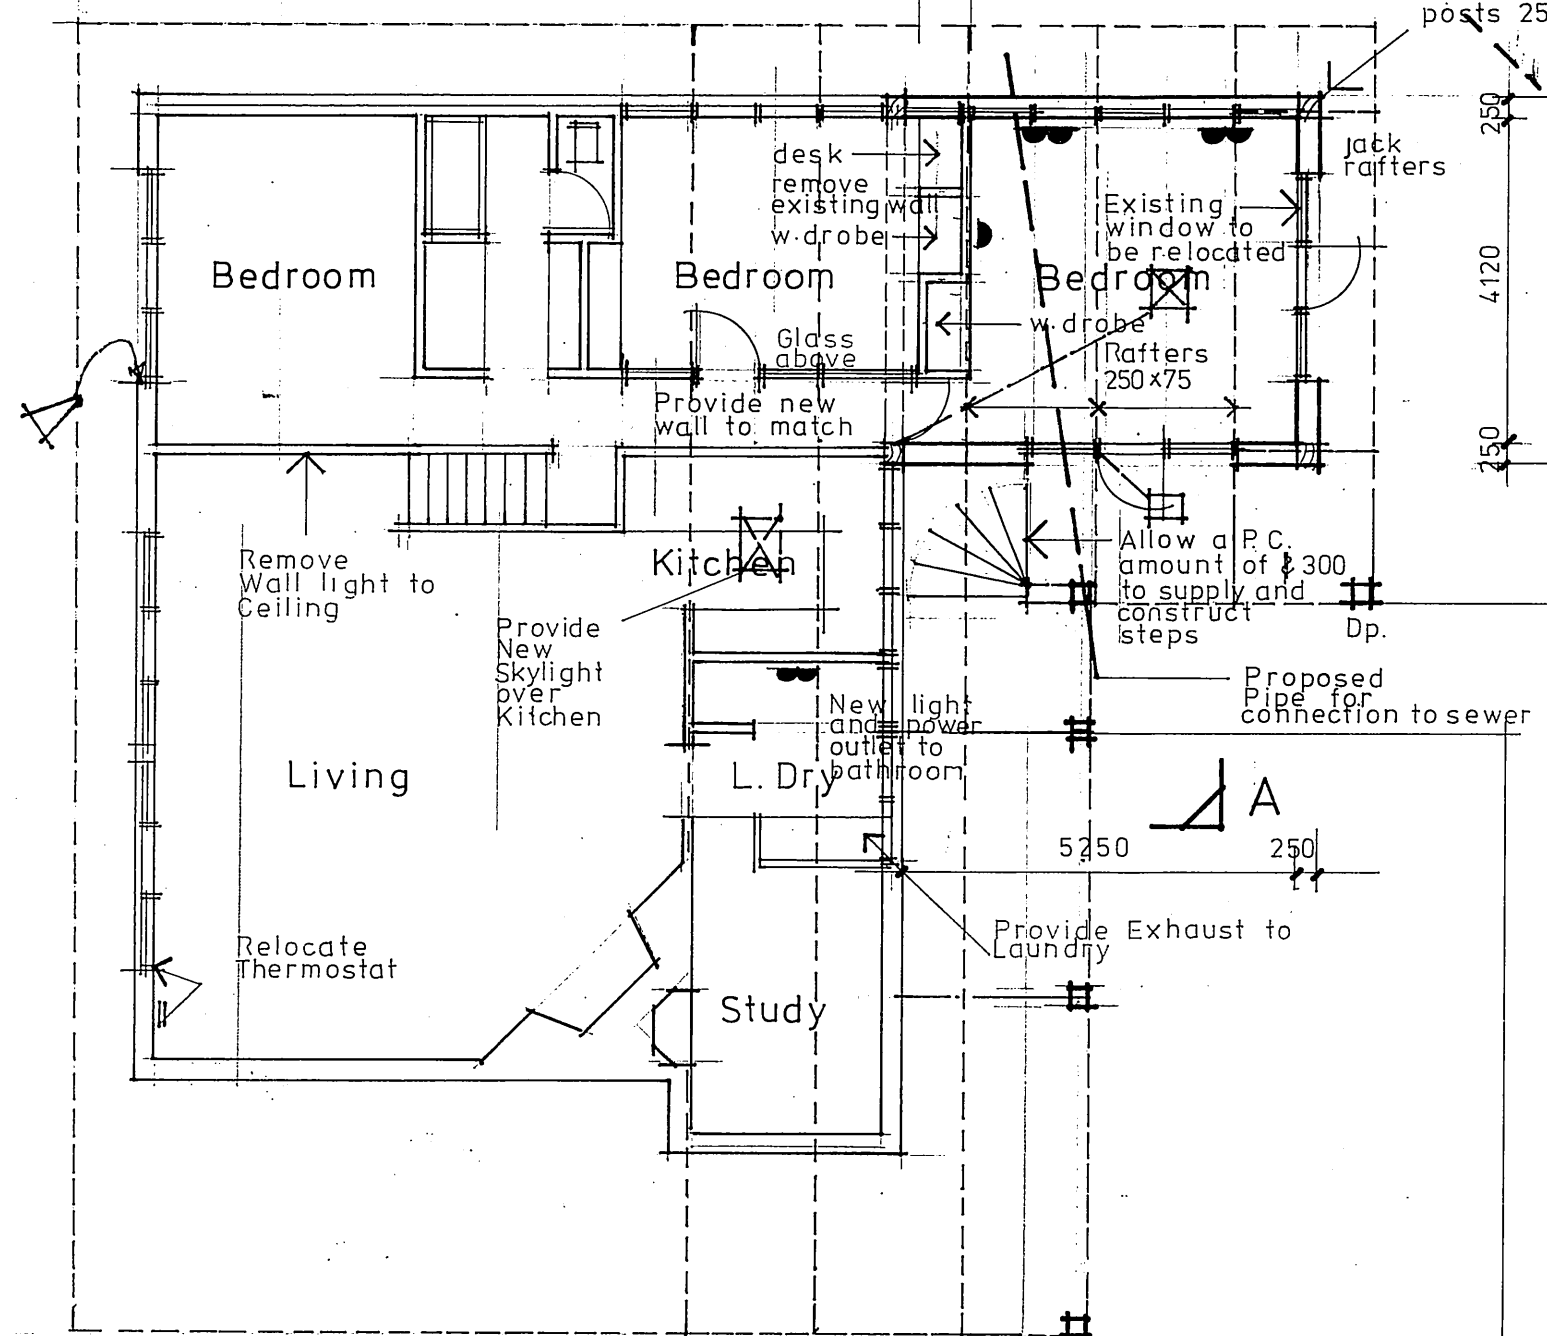 posts 25
250
jack
rafters
desk
remove
existing wall
w.drobe
Existing
window to
be relocated
Bedroom
Bedroom
Bedroom
4120
w.drobe
Glass
above
Rafters
250×75
Provide new
wall to match
250
Remove
Wall light to
Ceiling
Kitchen
Allow a P.C.
amount of $300
to supply and
construct
steps
Dp.
Provide
New
Skylight
over
Kitchen
Proposed
Pipe for
connection to sewer
New light
and power
outlet to
bathroom
Living
L. Dry
A
5250
250
Provide Exhaust to
Laundry
Relocate
Thermostat
Study